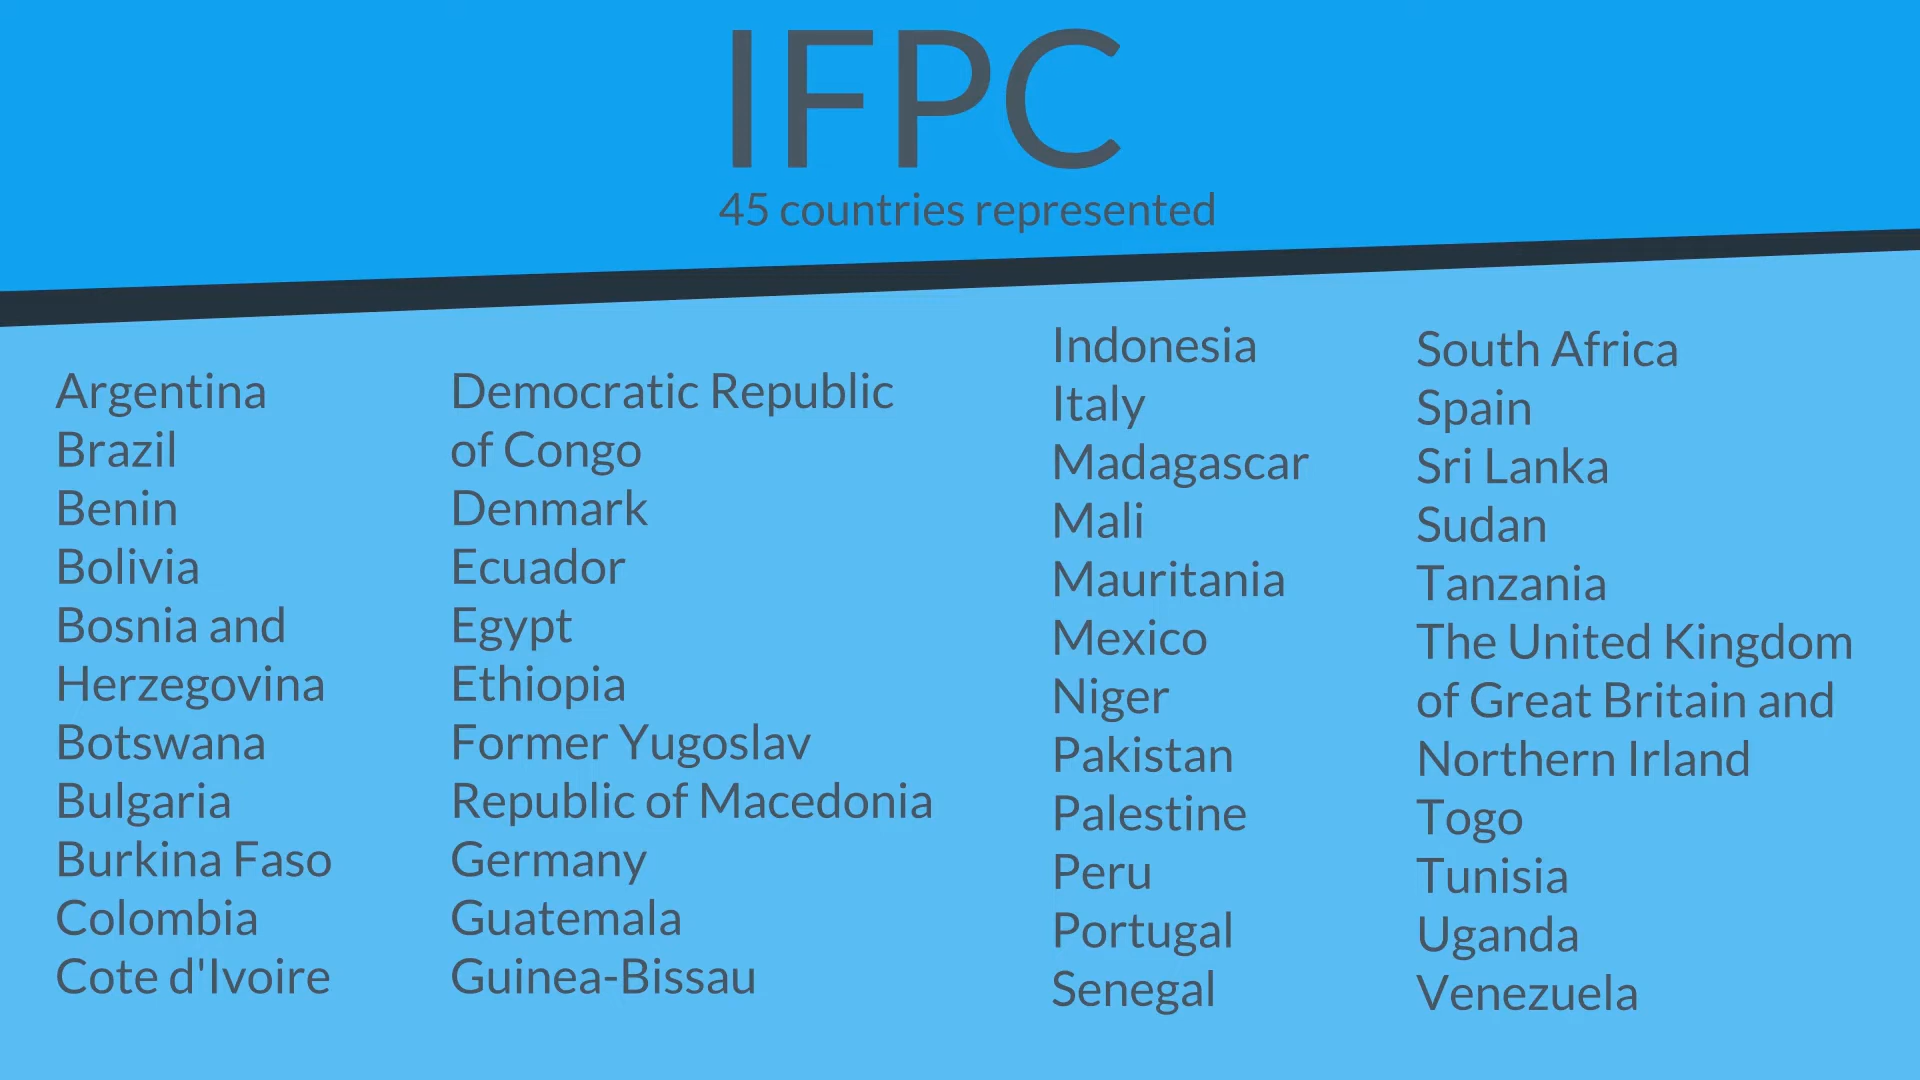 IFPC
45 countries represented
Argentina
Brazil
Benin
Bolivia
Bosnia and
Herzegovina
Botswana
Bulgaria
Burkina Faso
Colombia
Cote d'Ivoire
Democratic Republic
of Congo
Denmark
Ecuador
Egypt
Ethiopia
Former Yugoslav
Republic of Macedonia
Germany
Guatemala
Guinea-Bissau
Indonesia
Italy
Madagascar
Mali
Mauritania
Mexico
Niger
Pakistan
Palestine
Peru
Portugal
Senegal
South Africa
Spain
Sri Lanka
Sudan
Tanzania
The United Kingdom
of Great Britain and
Northern Irland
Togo
Tunisia
Uganda
Venezuela